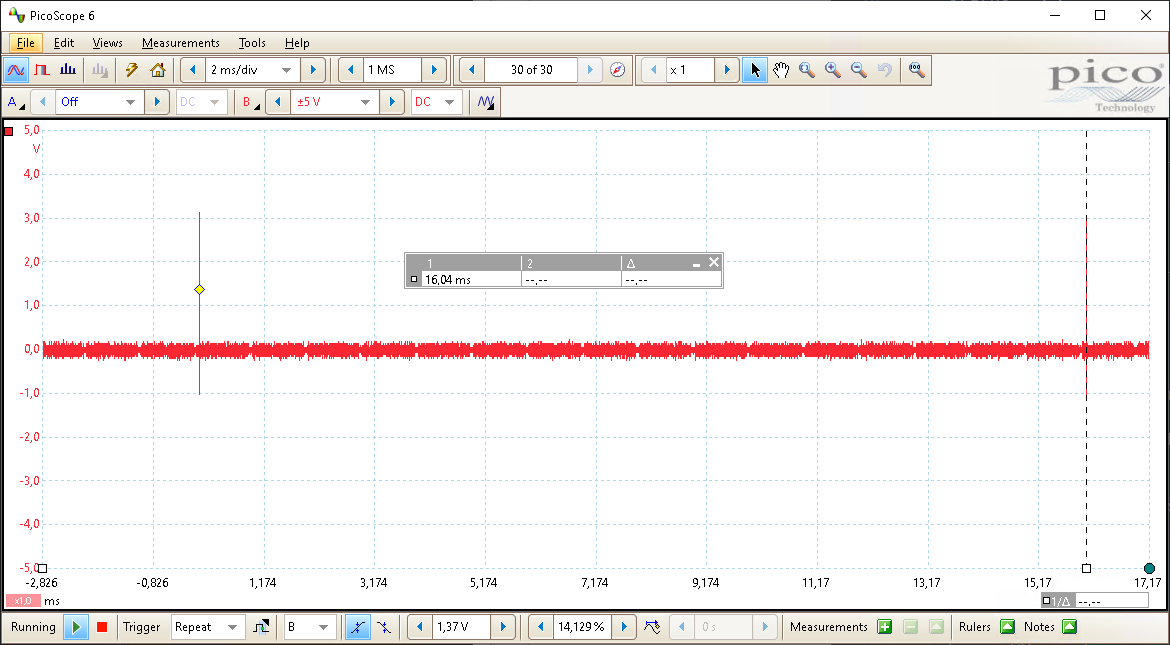 PicoScope 6
File Edit Views Measurements Tools Help
2 ms/div 1 MS 30 of 30 x 1
A Off DC B ±5 V DC
pico
Technology
5,0
V
4,0
3,0
2,0
1,0
0,0
-1,0
-2,0
-3,0
-4,0
-5,0
1 2 Δ
16,04 ms --,-- --,--
-2,826 -0,826 1,174 3,174 5,174 7,174 9,174 11,17 13,17 15,17 17,17
x1,0 ms
1/Δ --,--
Running Trigger Repeat B 1,37 V 14,129 % 0 s Measurements Rulers Notes